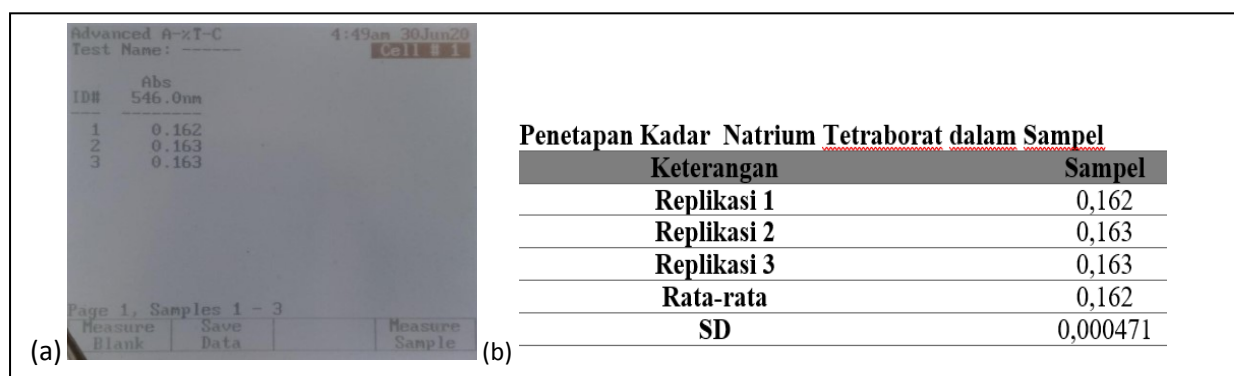 Advanced A-%T-C 4:49am 30Jun20
Test Name: ------ Cell # 1
Abs
ID# 546.0nm
1 0.162
2 0.163
3 0.163
Page 1, Samples 1 - 3
Measure Blank Save Data Measure Sample
(a)
(b)
Penetapan Kadar Natrium Tetraborat dalam Sampel
Keterangan Sampel
Replikasi 1 0,162
Replikasi 2 0,163
Replikasi 3 0,163
Rata-rata 0,162
SD 0,000471